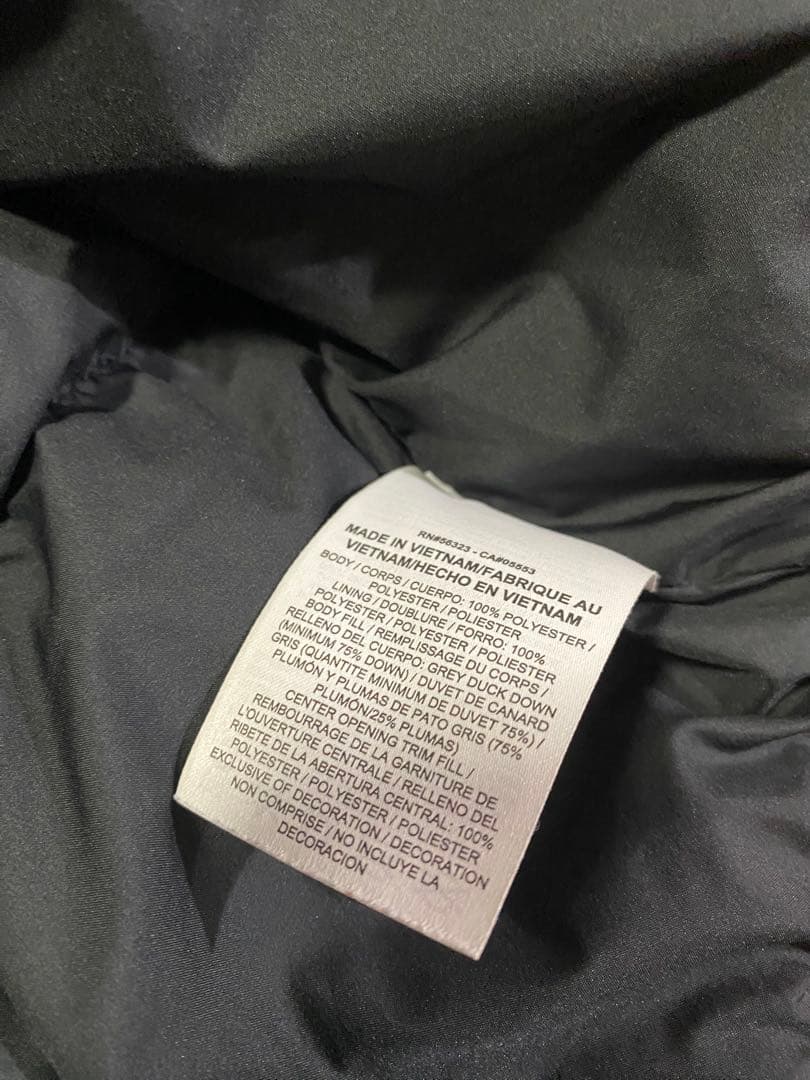 RN#56323 - CA#05553
MADE IN VIETNAM/FABRIQUE AU
VIETNAM/HECHO EN VIETNAM
BODY / CORPS / CUERPO: 100% POLYESTER /
POLYESTER / POLIESTER
LINING / DOUBLURE / FORRO: 100%
POLYESTER / POLYESTER / POLIESTER
BODY FILL / REMPLISSAGE DU CORPS /
RELLENO DEL CUERPO: GREY DUCK DOWN
(MINIMUM 75% DOWN) / DUVET DE CANARD
GRIS (QUANTITE MINIMUM DE DUVET 75%) /
PLUMÓN Y PLUMAS DE PATO GRIS (75%
PLUMÓN/25% PLUMAS)
CENTER OPENING TRIM FILL /
REMBOURRAGE DE LA GARNITURE DE
L'OUVERTURE CENTRALE / RELLENO DEL
RIBETE DE LA ABERTURA CENTRAL: 100%
POLYESTER / POLYESTER / POLIESTER
EXCLUSIVE OF DECORATION / DECORATION
NON COMPRISE / NO INCLUYE LA
DECORACION